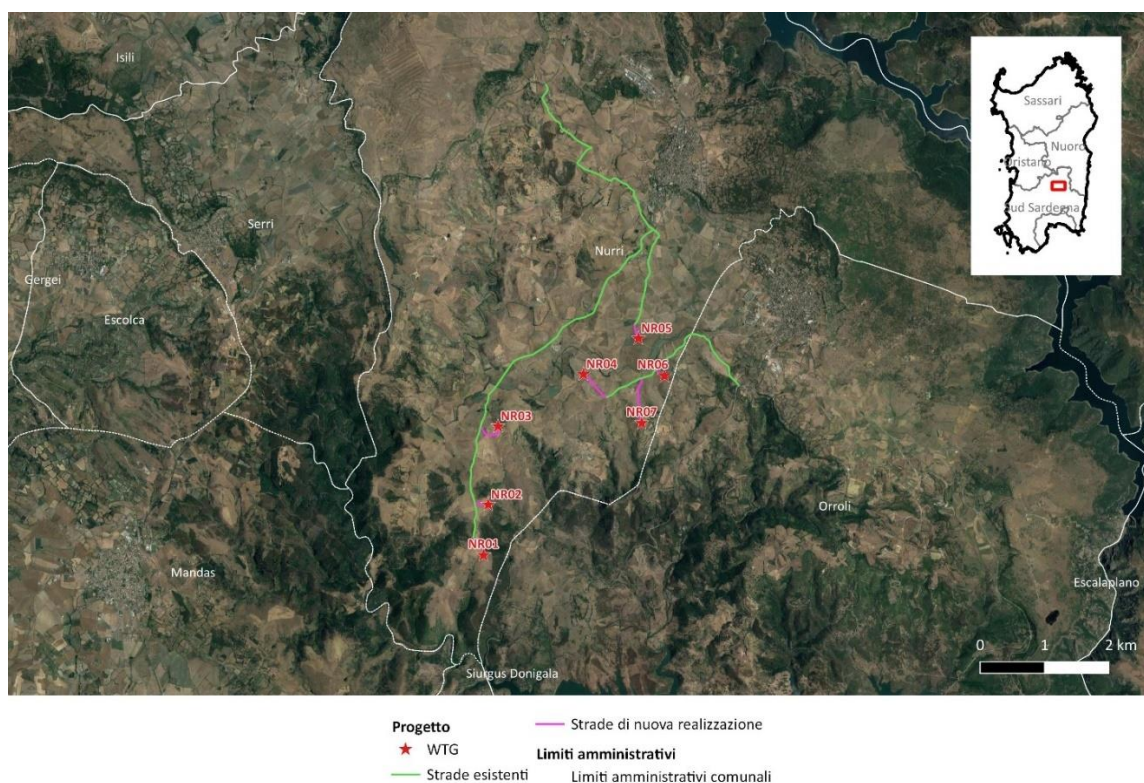 Isili
Sassari
Nuoro
Oristano
Sud Sardegna
Serri
Nurri
Gergei
Escolca
NR05
NR04
NR06
NR03
NR07
NR02
Orroli
NR01
Mandas
Escalaplano
0 1 2 km
Siurgus Donigala
Progetto
WTG
Strade esistenti
Strade di nuova realizzazione
Limiti amministrativi
Limiti amministrativi comunali